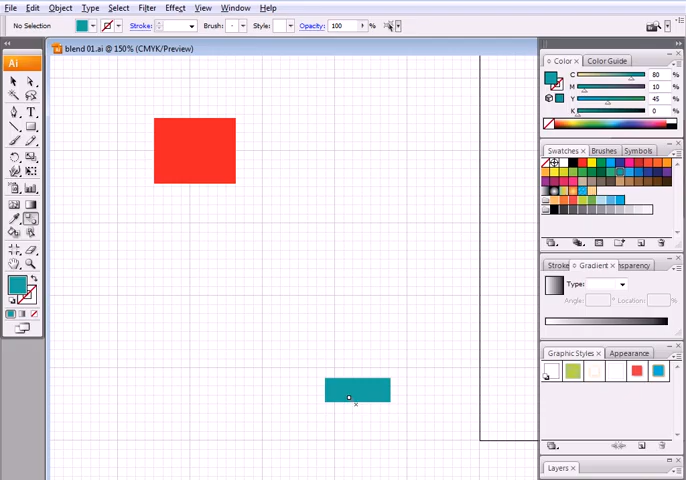 File Edit Object Type Select Filter Effect View Window Help
No Selection Stroke: Brush: Style: Opacity: 100 %
blend 01.ai @ 150% (CMYK/Preview)
Ai
T
Color × Color Guide
C 80 %
M 10 %
Y 45 %
K 0 %
Swatches × Brushes Symbols
Stroke Gradient × nsparency
Type:
Angle: ° Location: %
Graphic Styles × Appearance
Layers ×